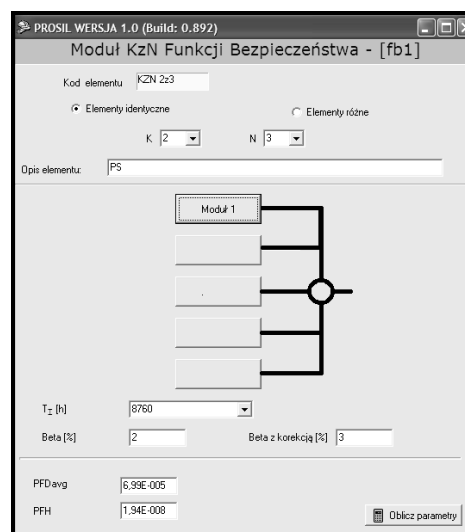 PROSIL WERSJA 1.0 (Build: 0.892)
Moduł KzN Funkcji Bezpieczeństwa - [fb1]
Kod elementu KZN 2z3
Elementy identyczne Elementy różne
K 2 N 3
Opis elementu: PS
Moduł 1
T_I [h] 8760
Beta [%] 2 Beta z korekcją [%] 3
PFDavg 6,99E-005
PFH 1,94E-008 Oblicz parametry